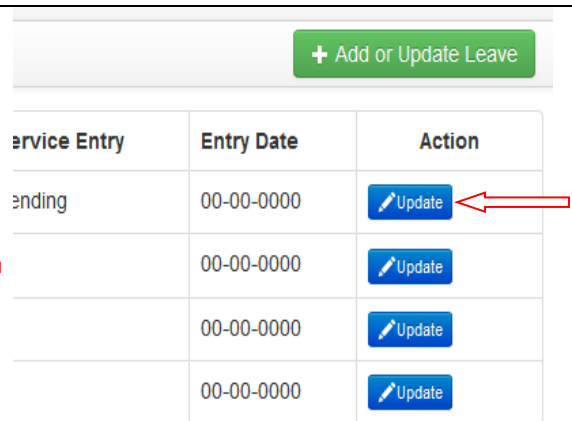 + Add or Update Leave
ervice Entry Entry Date Action
ending 00-00-0000 Update
00-00-0000 Update
00-00-0000 Update
00-00-0000 Update